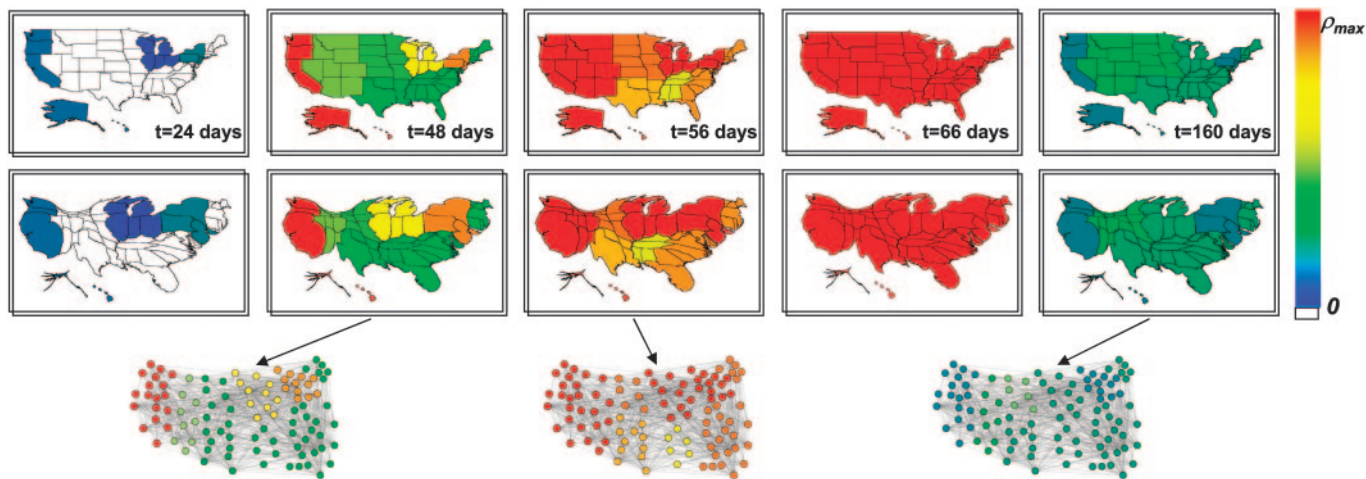 t=24 days
t=48 days
t=56 days
t=66 days
t=160 days
ρmax
0